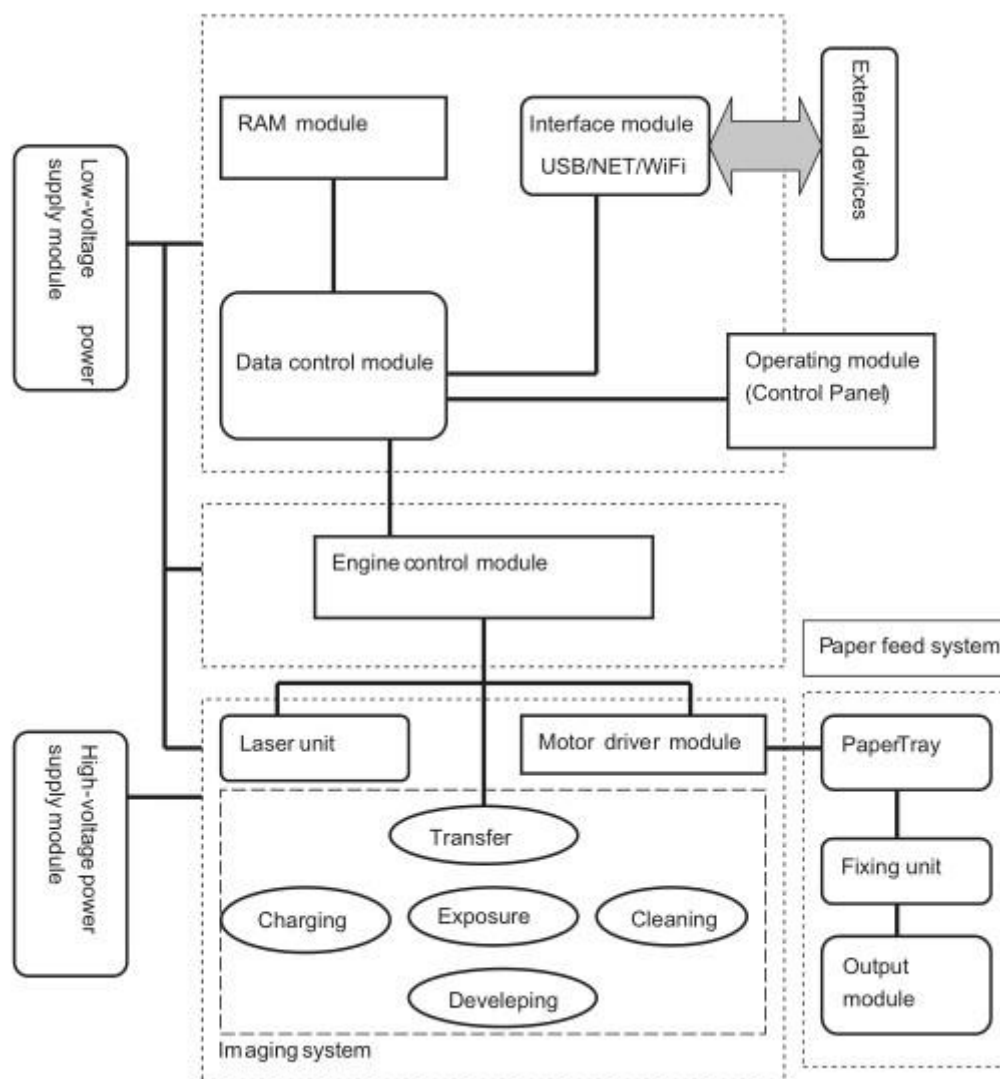 RAM module
Interface module
USB/NET/WiFi
External devices
Low-voltage power
supply module
Data control module
Operating module
(Control Panel)
Engine control module
Paper feed system
Laser unit
Motor driver module
PaperTray
High-voltage power
supply module
Transfer
Fixing unit
Charging
Exposure
Cleaning
Output
module
Develeping
Imaging system